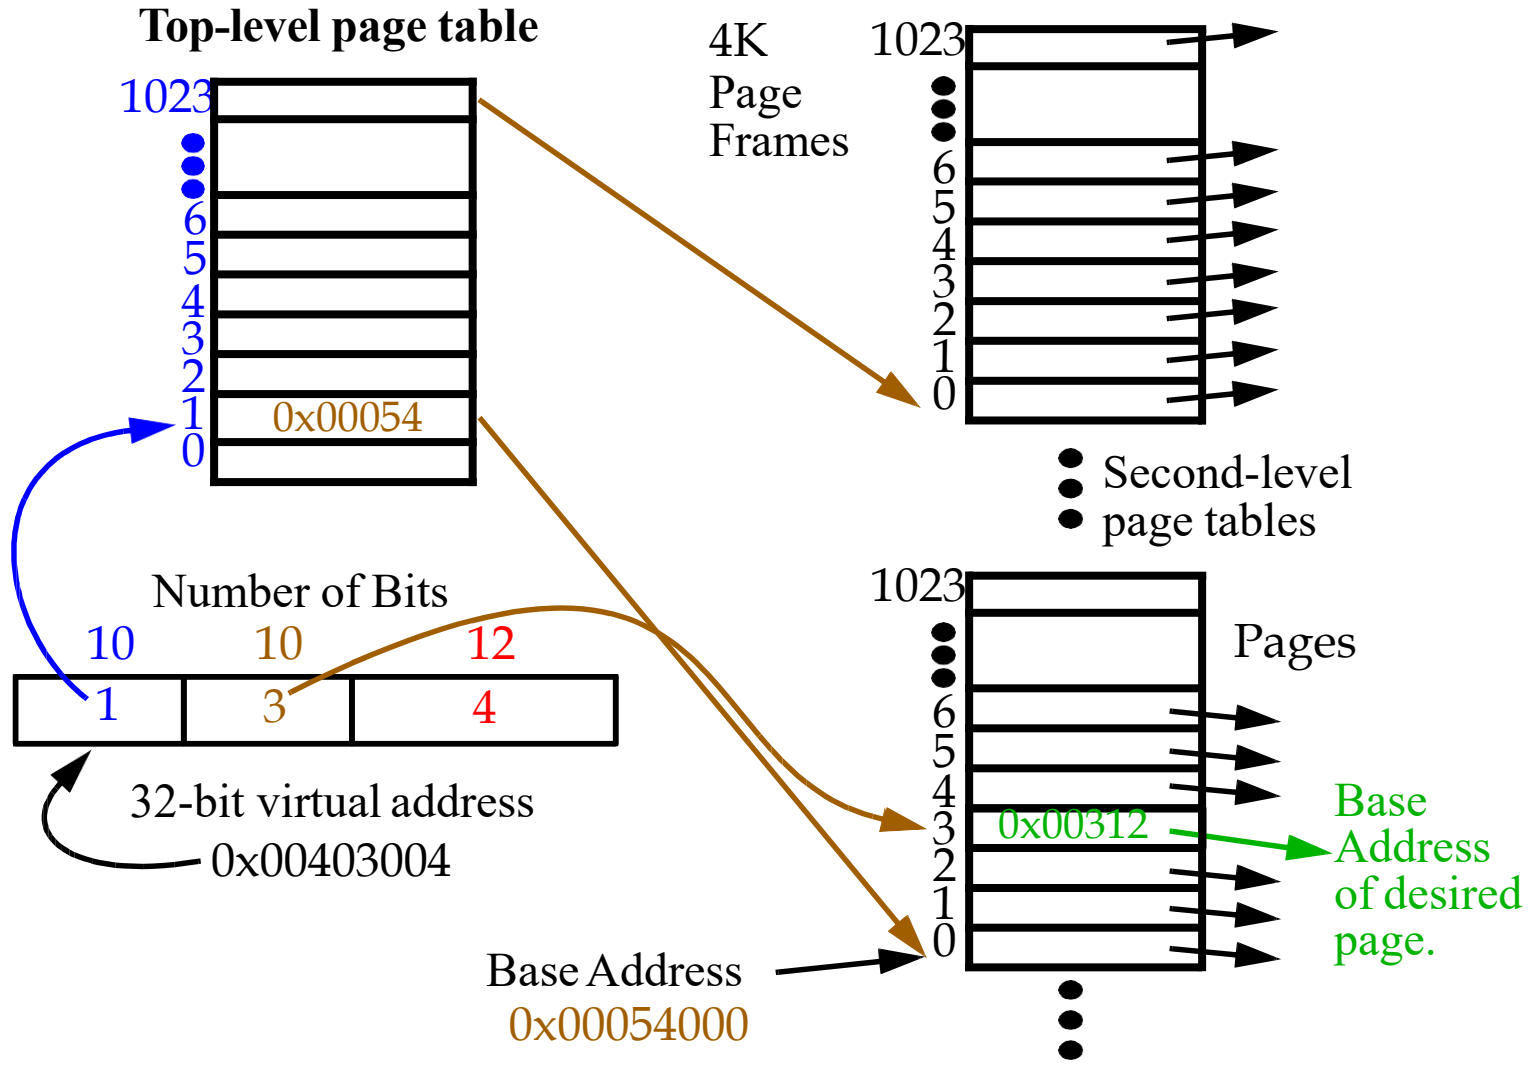 Top-level page table
1023
6
5
4
3
2
1
0x00054
0
4K
Page
Frames
1023
6
5
4
3
2
1
0
Second-level
page tables
Number of Bits
10 10 12
1 3 4
32-bit virtual address
0x00403004
Base Address
0x00054000
1023
6
5
4
3
0x00312
2
1
0
Pages
Base
Address
of desired
page.